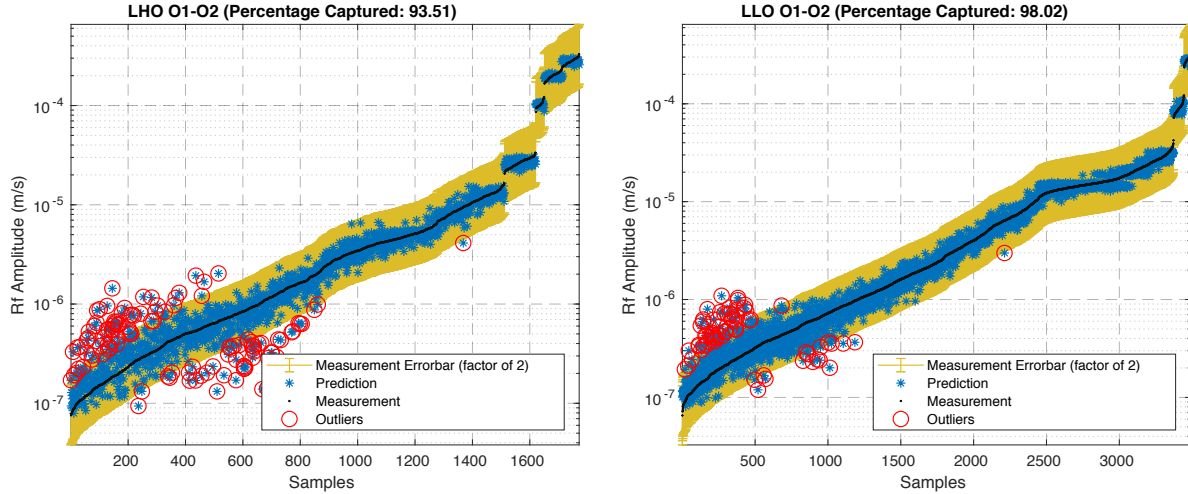 LHO O1-O2 (Percentage Captured: 93.51)
10^-4
10^-5
10^-6
10^-7
Rf Amplitude (m/s)
Measurement Errorbar (factor of 2)
Prediction
Measurement
Outliers
200 400 600 800 1000 1200 1400 1600
Samples
LLO O1-O2 (Percentage Captured: 98.02)
10^-4
10^-5
10^-6
10^-7
Rf Amplitude (m/s)
Measurement Errorbar (factor of 2)
Prediction
Measurement
Outliers
500 1000 1500 2000 2500 3000
Samples